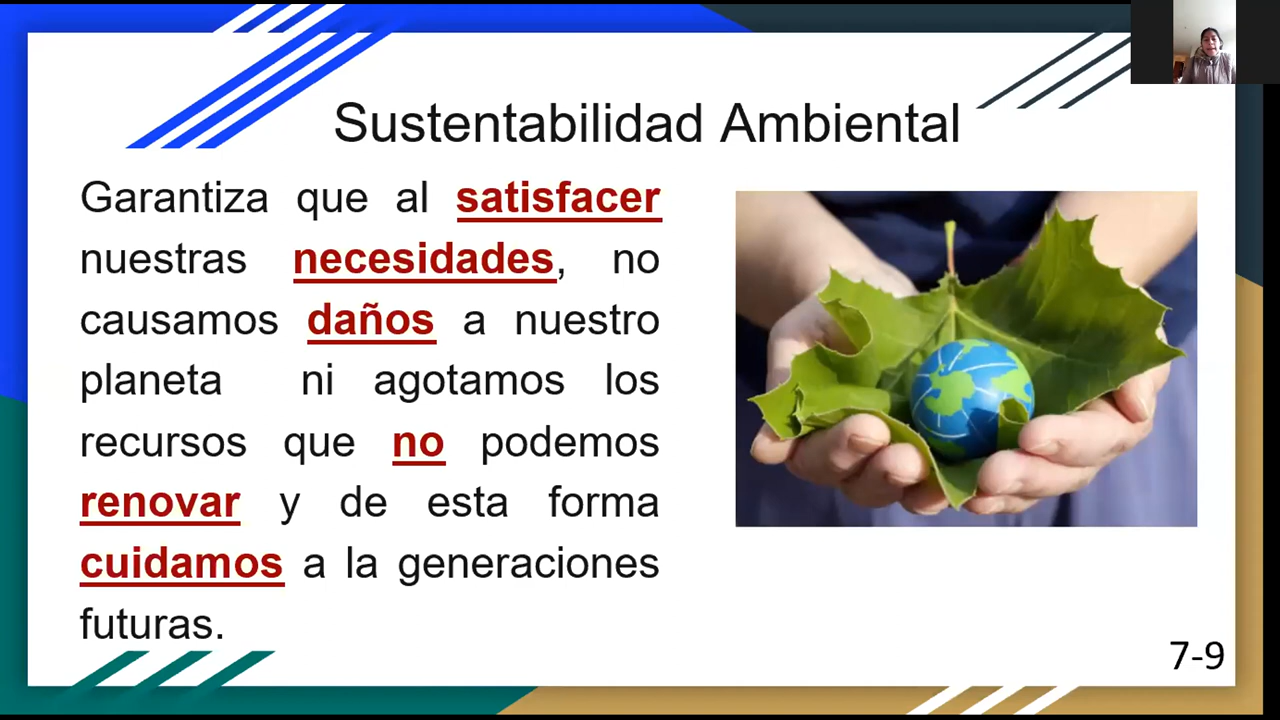 Sustentabilidad Ambiental
Garantiza que al satisfacer
nuestras necesidades, no
causamos daños a nuestro
planeta ni agotamos los
recursos que no podemos
renovar y de esta forma
cuidamos a la generaciones
futuras.
7-9